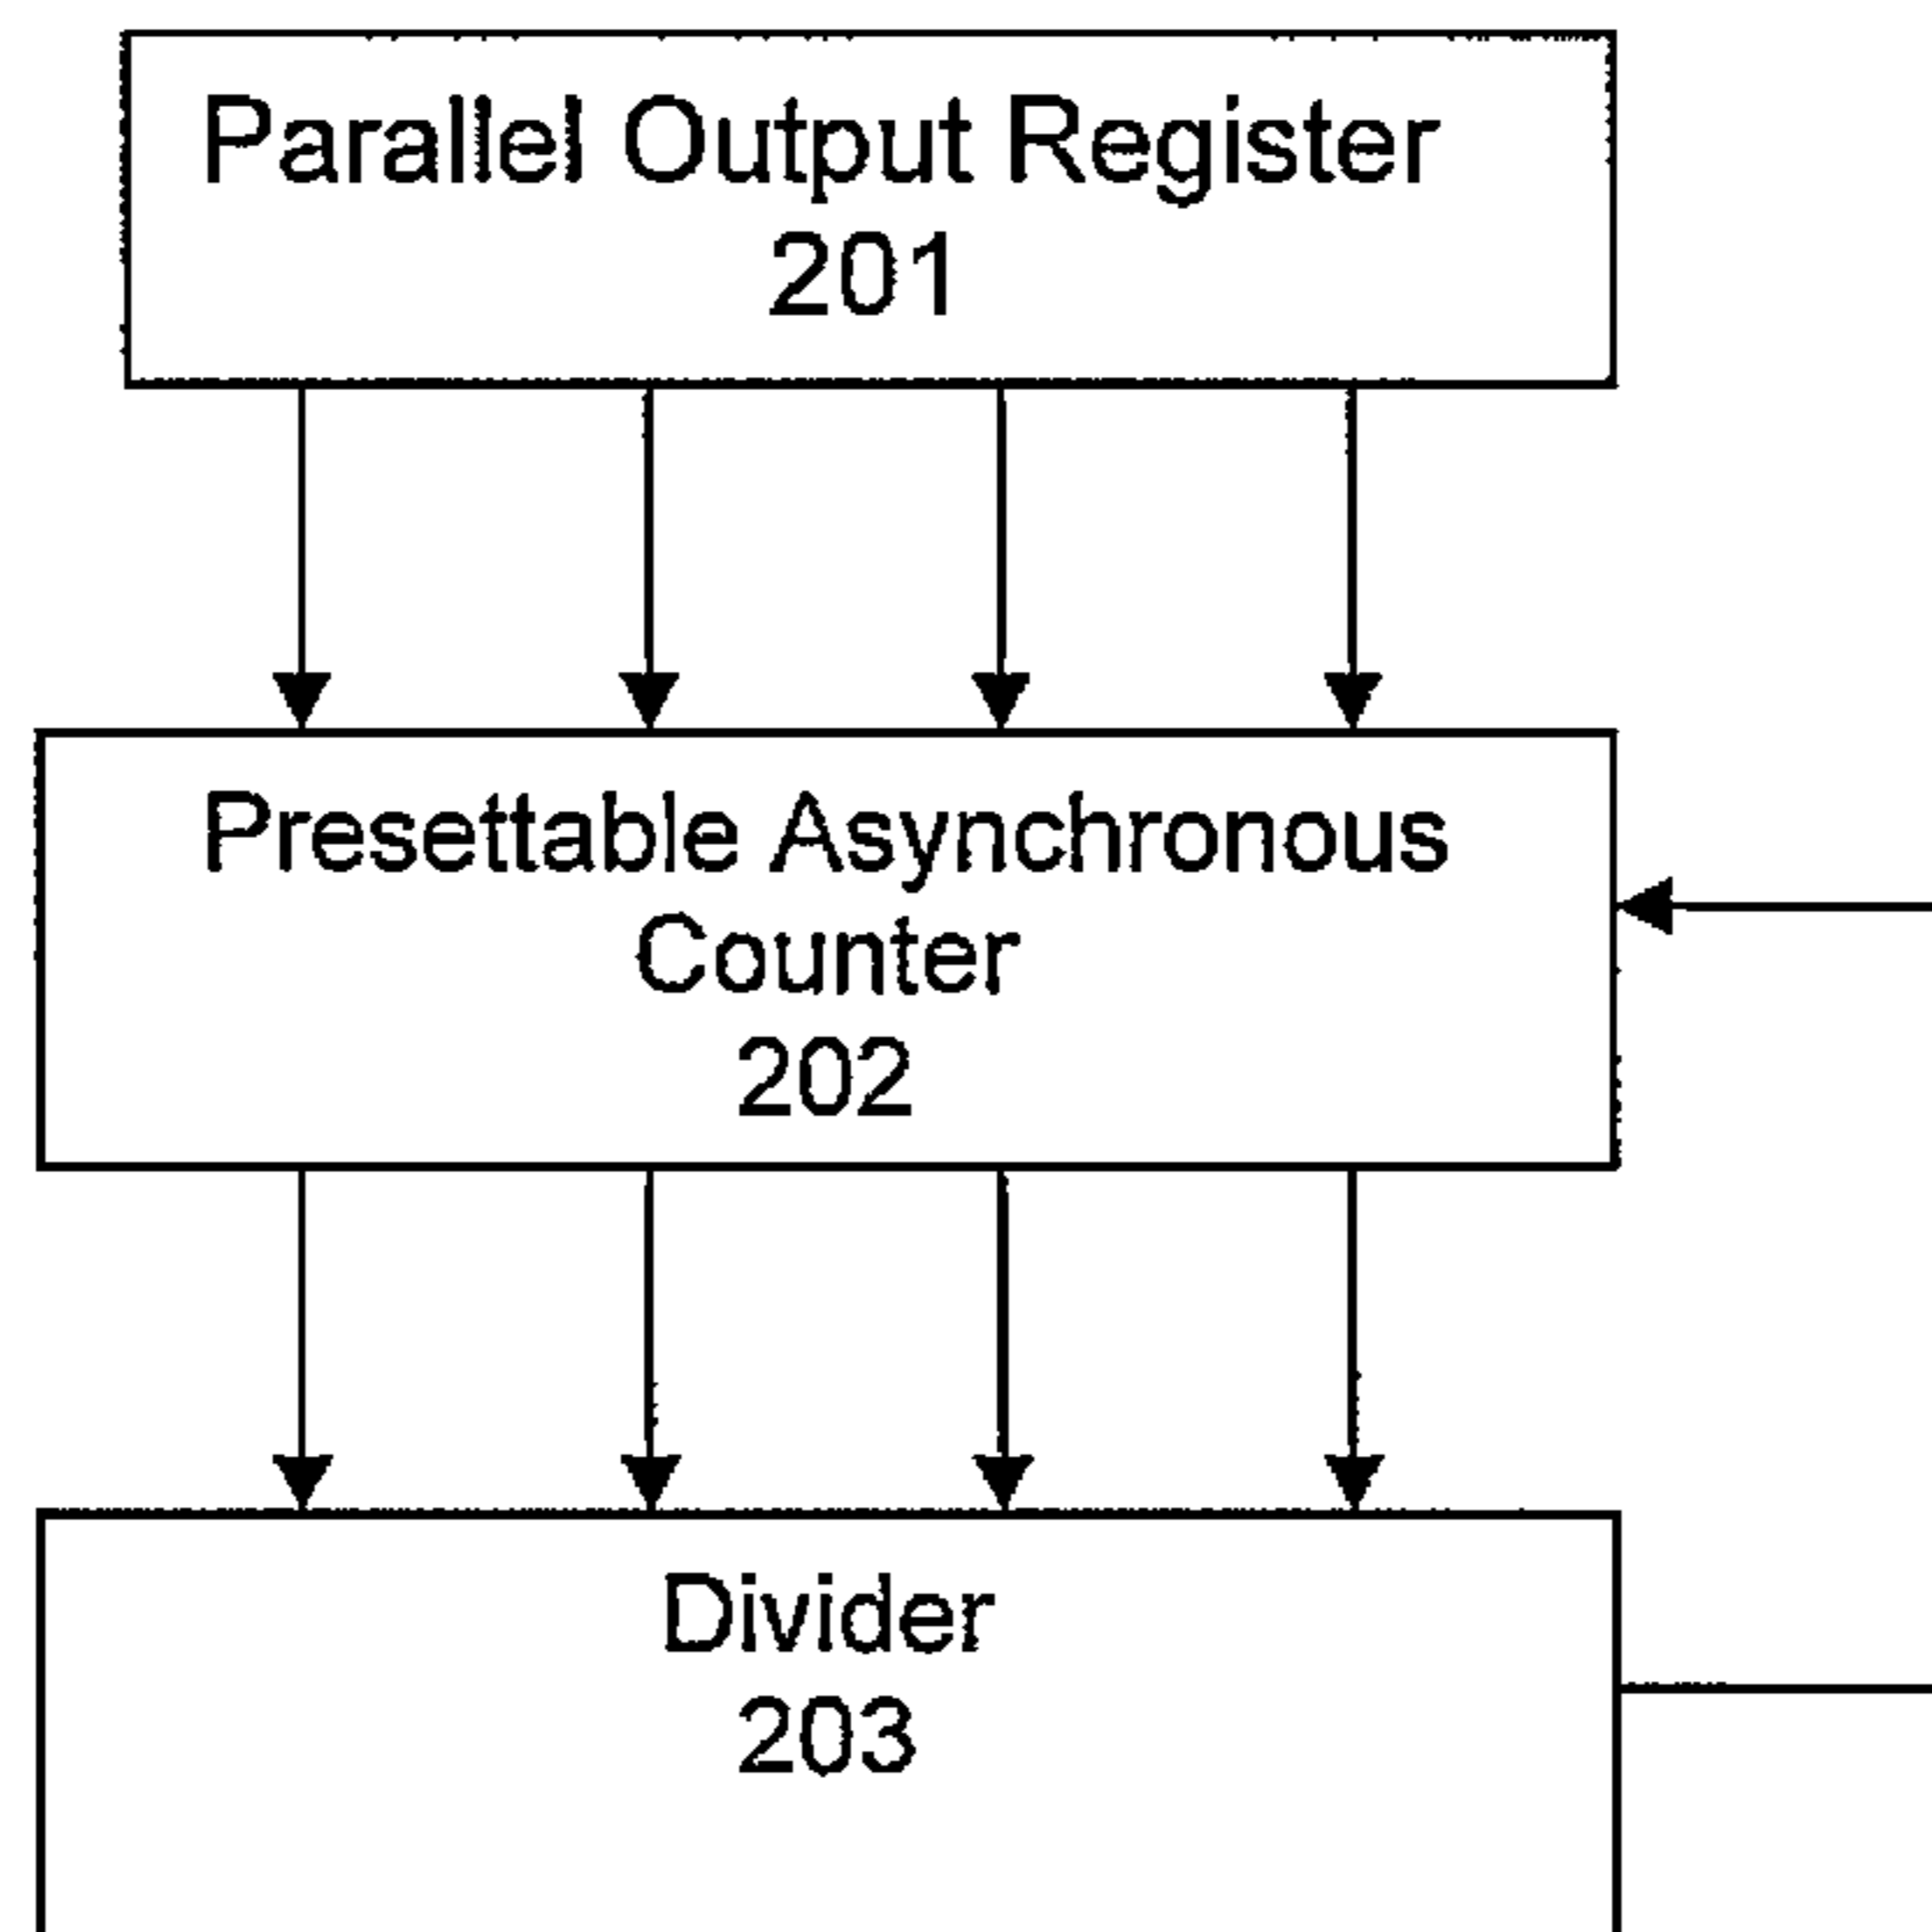 Parallel Output Register
201
Presettable Asynchronous
Counter
202
Divider
203